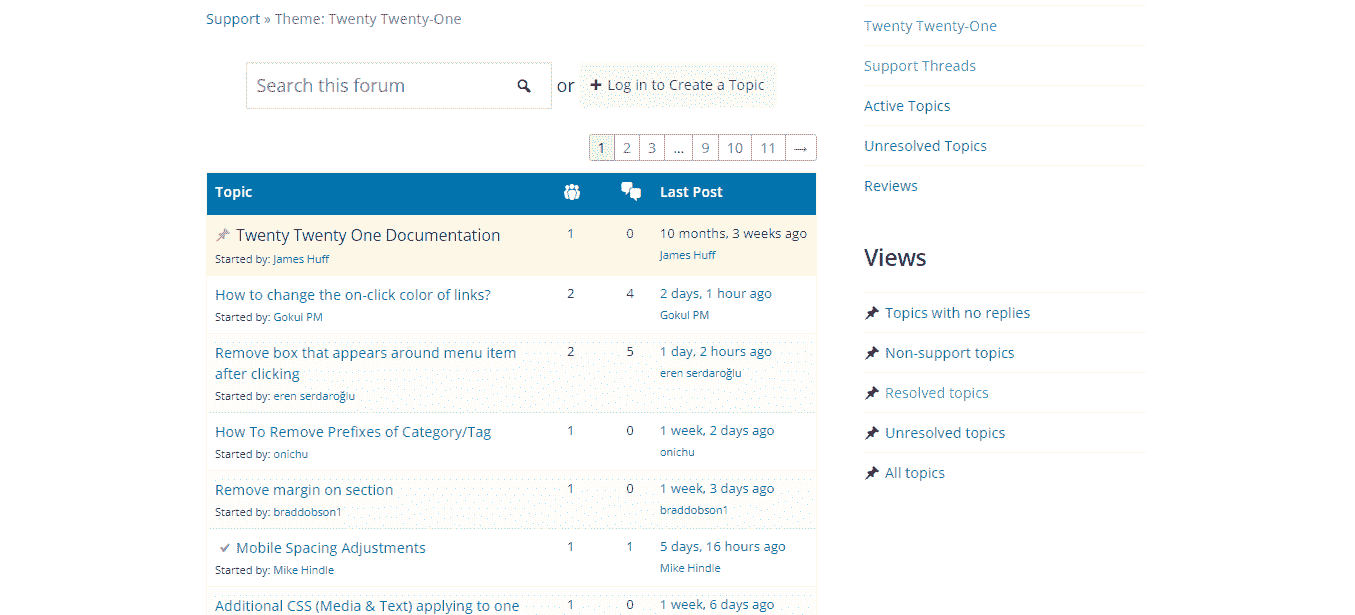 Support » Theme: Twenty Twenty-One
Search this forum
or
Log in to Create a Topic
1 2 3 … 9 10 11 →
Topic Last Post
Twenty Twenty One Documentation 1 0 10 months, 3 weeks ago
Started by: James Huff James Huff
How to change the on-click color of links? 2 4 2 days, 1 hour ago
Started by: Gokul PM Gokul PM
Remove box that appears around menu item 2 5 1 day, 2 hours ago
after clicking eren serdaroğlu
Started by: eren serdaroğlu
How To Remove Prefixes of Category/Tag 1 0 1 week, 2 days ago
Started by: onichu onichu
Remove margin on section 1 0 1 week, 3 days ago
Started by: braddobson1 braddobson1
Mobile Spacing Adjustments 1 1 5 days, 16 hours ago
Started by: Mike Hindle Mike Hindle
Additional CSS (Media & Text) applying to one 1 0 1 week, 6 days ago
Twenty Twenty-One
Support Threads
Active Topics
Unresolved Topics
Reviews
Views
Topics with no replies
Non-support topics
Resolved topics
Unresolved topics
All topics